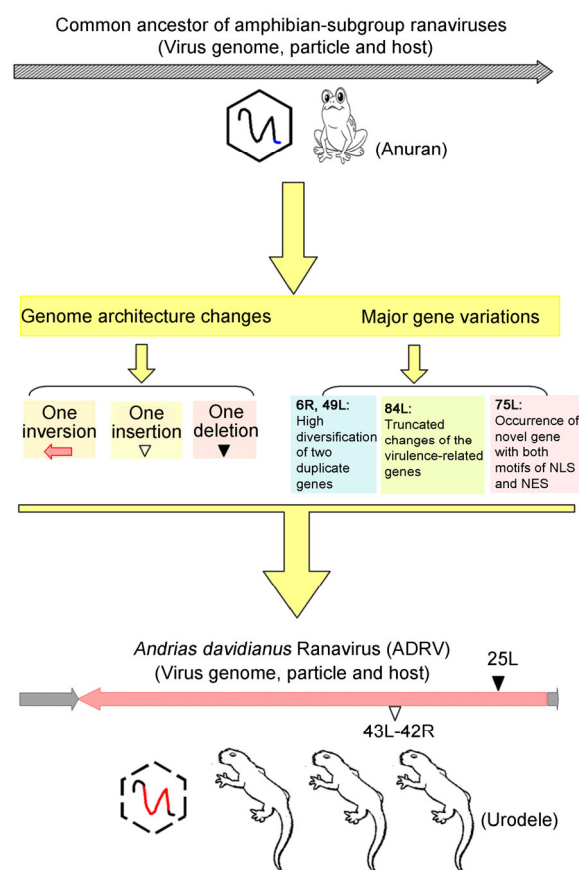 Common ancestor of amphibian-subgroup ranaviruses
(Virus genome, particle and host)
(Anuran)
Genome architecture changes
Major gene variations
One
inversion
One
insertion
One
deletion
6R, 49L:
High
diversification
of two
duplicate
genes
84L:
Truncated
changes of the
virulence-related
genes
75L:
Occurrence of
novel gene
with both
motifs of NLS
and NES
Andrias davidianus Ranavirus (ADRV)
(Virus genome, particle and host)
25L
43L-42R
(Urodele)